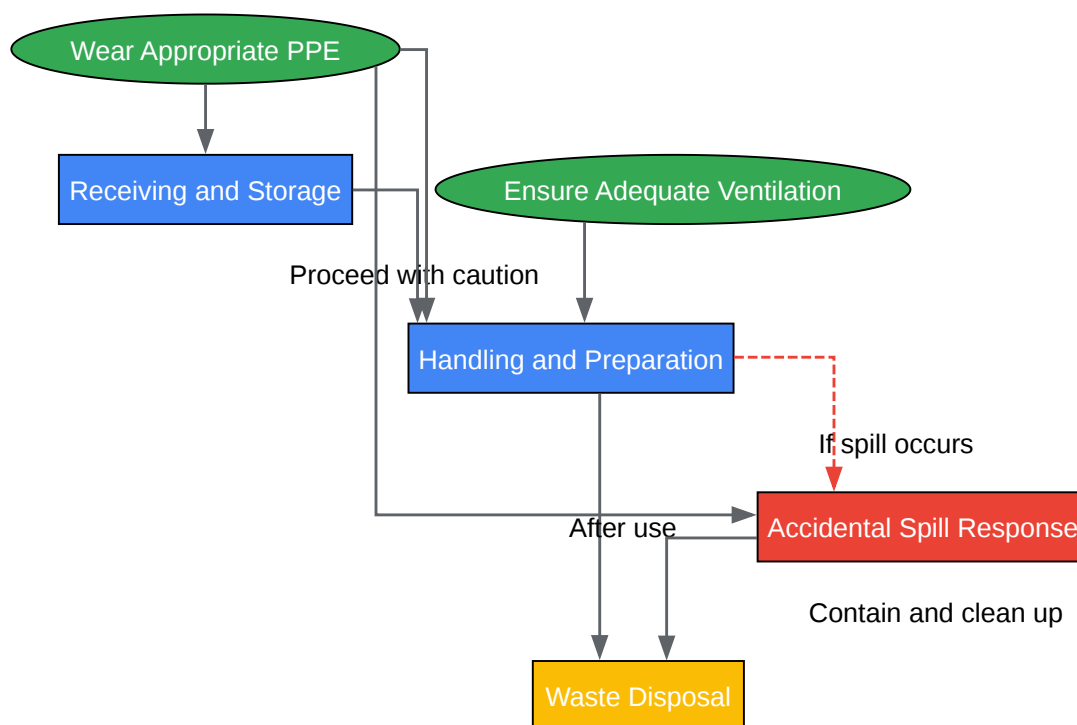 Wear Appropriate PPE
Receiving and Storage
Ensure Adequate Ventilation
Proceed with caution
Handling and Preparation
If spill occurs
After use
Accidental Spill Response
Contain and clean up
Waste Disposal